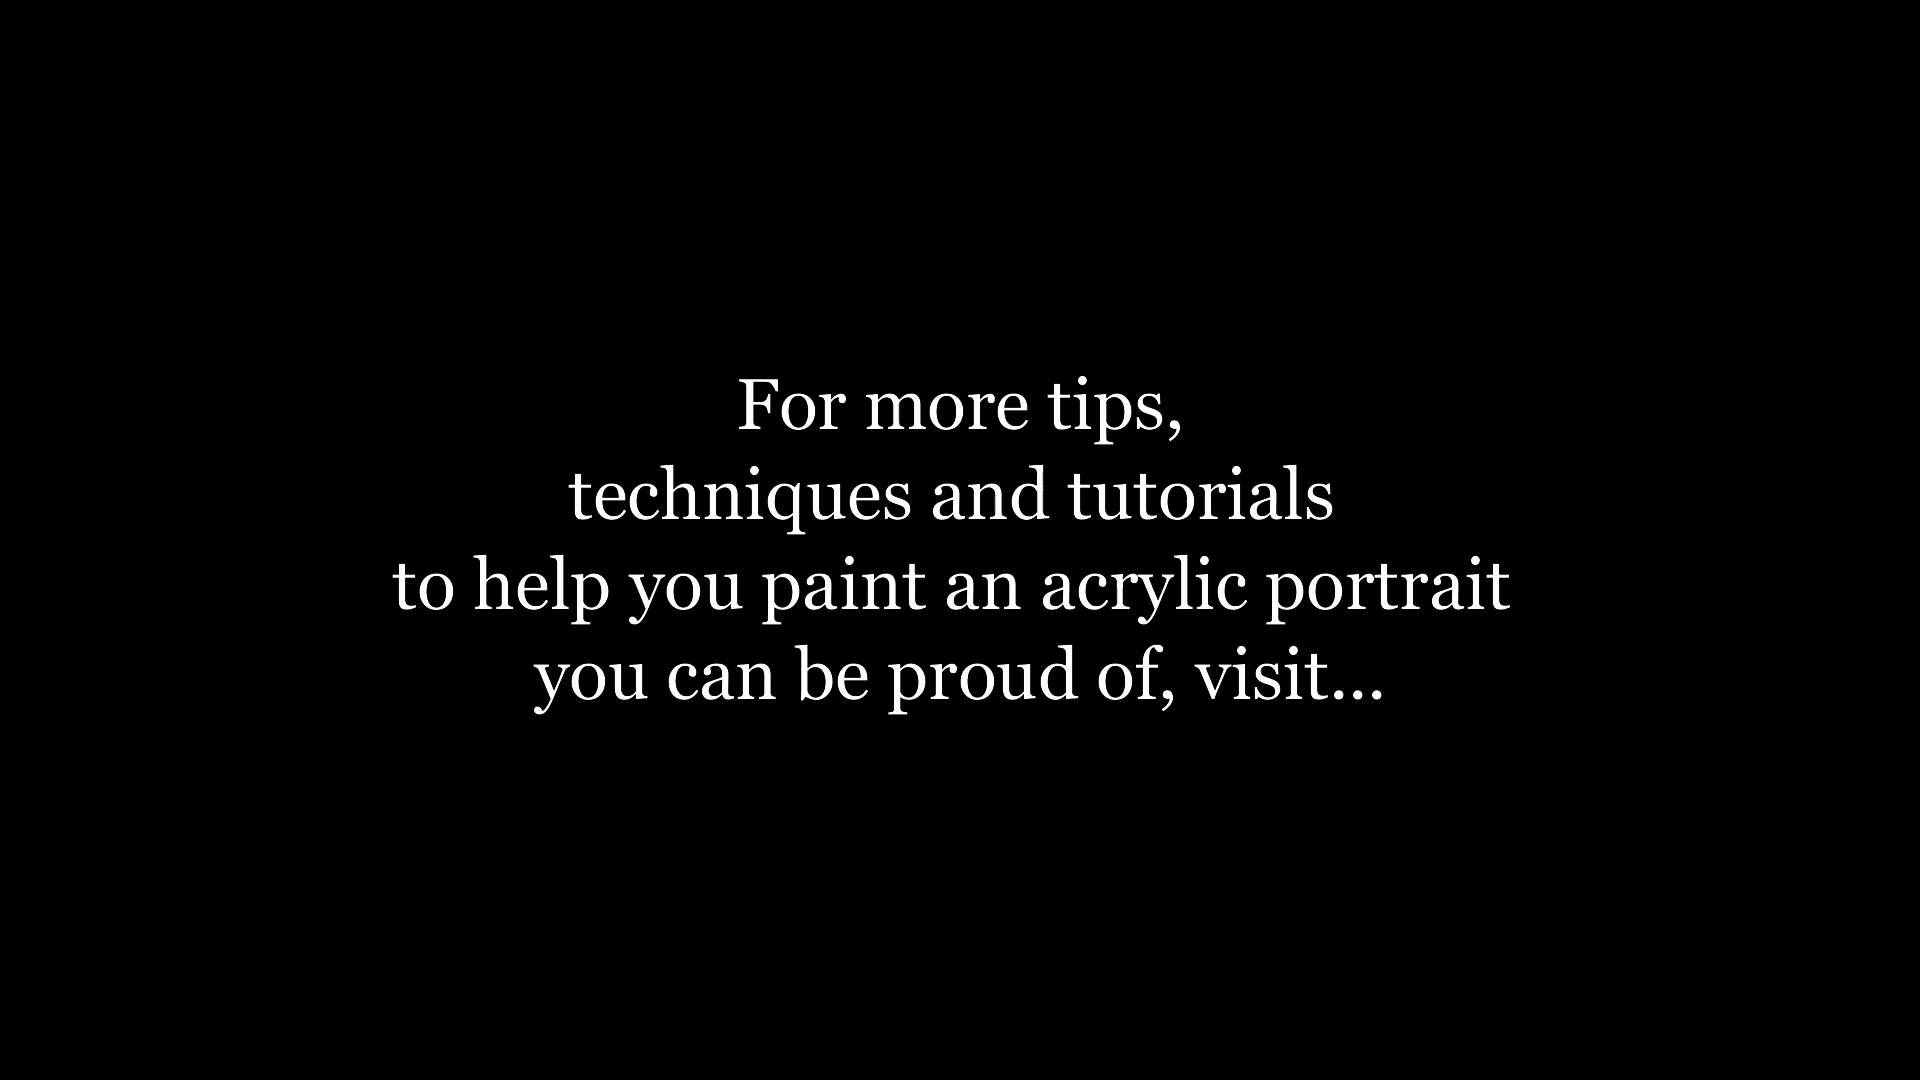 For more tips,
techniques and tutorials
to help you paint an acrylic portrait
you can be proud of, visit...